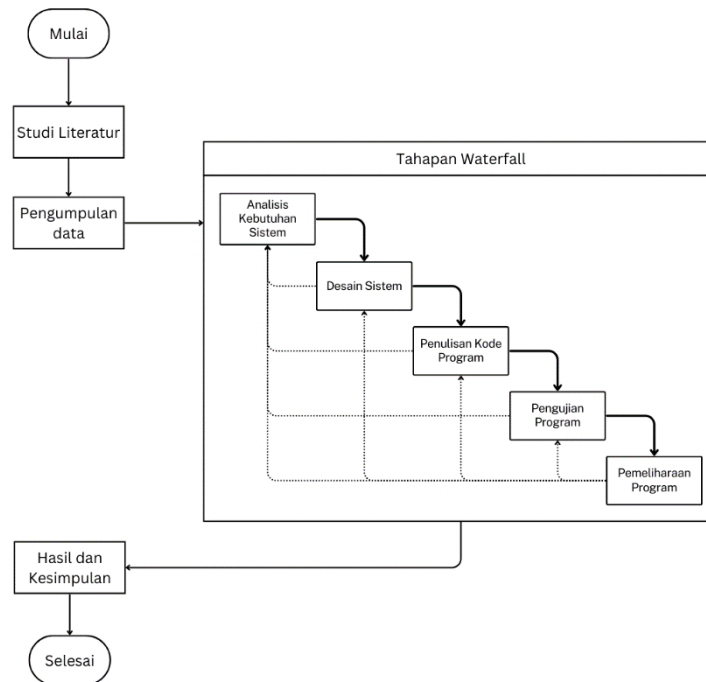 Mulai
Studi Literatur
Pengumpulan
data
Tahapan Waterfall
Analisis
Kebutuhan
Sistem
Desain Sistem
Penulisan Kode
Program
Pengujian
Program
Pemeliharaan
Program
Hasil dan
Kesimpulan
Selesai